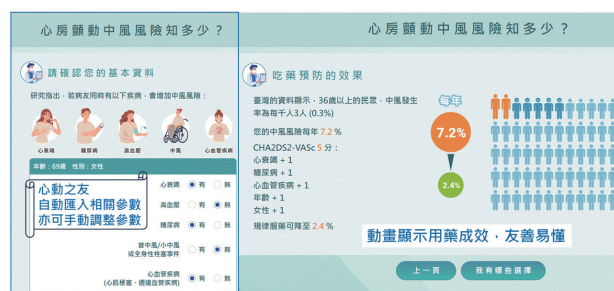 心房顫動中風風險知多少？
請確認您的基本資料
研究指出，若病友同時有以下疾病，會增加中風風險：
心衰竭 糖尿病 高血壓 中風 心血管疾病
年齡：69歲 性別：女性
心動之友
自動匯入相關參數
亦可手動調整參數
心衰竭 有 無
高血壓 有 無
糖尿病 有 無
曾中風/小中風
或全身性栓塞事件 有 無
心血管疾病
(心肌梗塞、週邊血管疾病) 有 無
心房顫動中風風險知多少？
吃藥預防的效果
臺灣的資料顯示，36歲以上的民眾，中風發生
率為每千人3人 (0.3%)
您的中風風險每年 7.2 %
CHA2DS2-VASc 5 分：
心衰竭 + 1
糖尿病 + 1
心血管疾病 + 1
年齡 + 1
女性 + 1
規律服藥可降至 2.4 %
每年
7.2%
2.4%
動畫顯示用藥成效，友善易懂
上一頁 我有哪些選擇